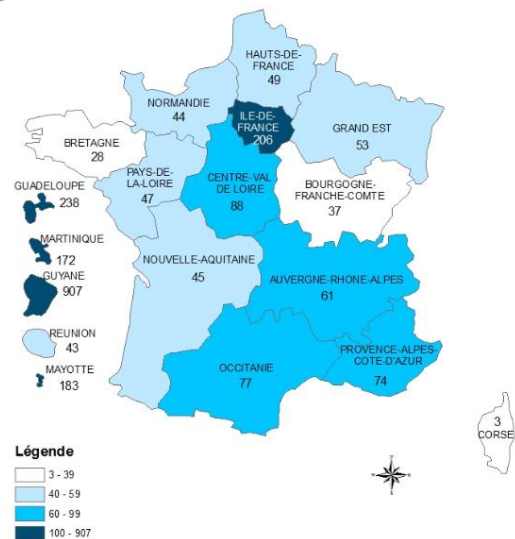 HAUTS-DE-
FRANCE
49
NORMANDIE
44
ILE-DE-
FRANCE
206
GRAND EST
53
BRETAGNE
28
PAYS-DE-
LA-LOIRE
47
CENTRE-VAL
DE LOIRE
88
BOURGOGNE-
FRANCHE-COMTE
37
GUADELOUPE
238
MARTINIQUE
172
GUYANE
907
NOUVELLE-AQUITAINE
45
AUVERGNE-RHONE-ALPES
61
REUNION
43
MAYOTTE
183
OCCITANIE
77
PROVENCE-ALPES-
COTE-D'AZUR
74
3
CORSE
Légende
3 - 39
40 - 59
60 - 99
100 - 907